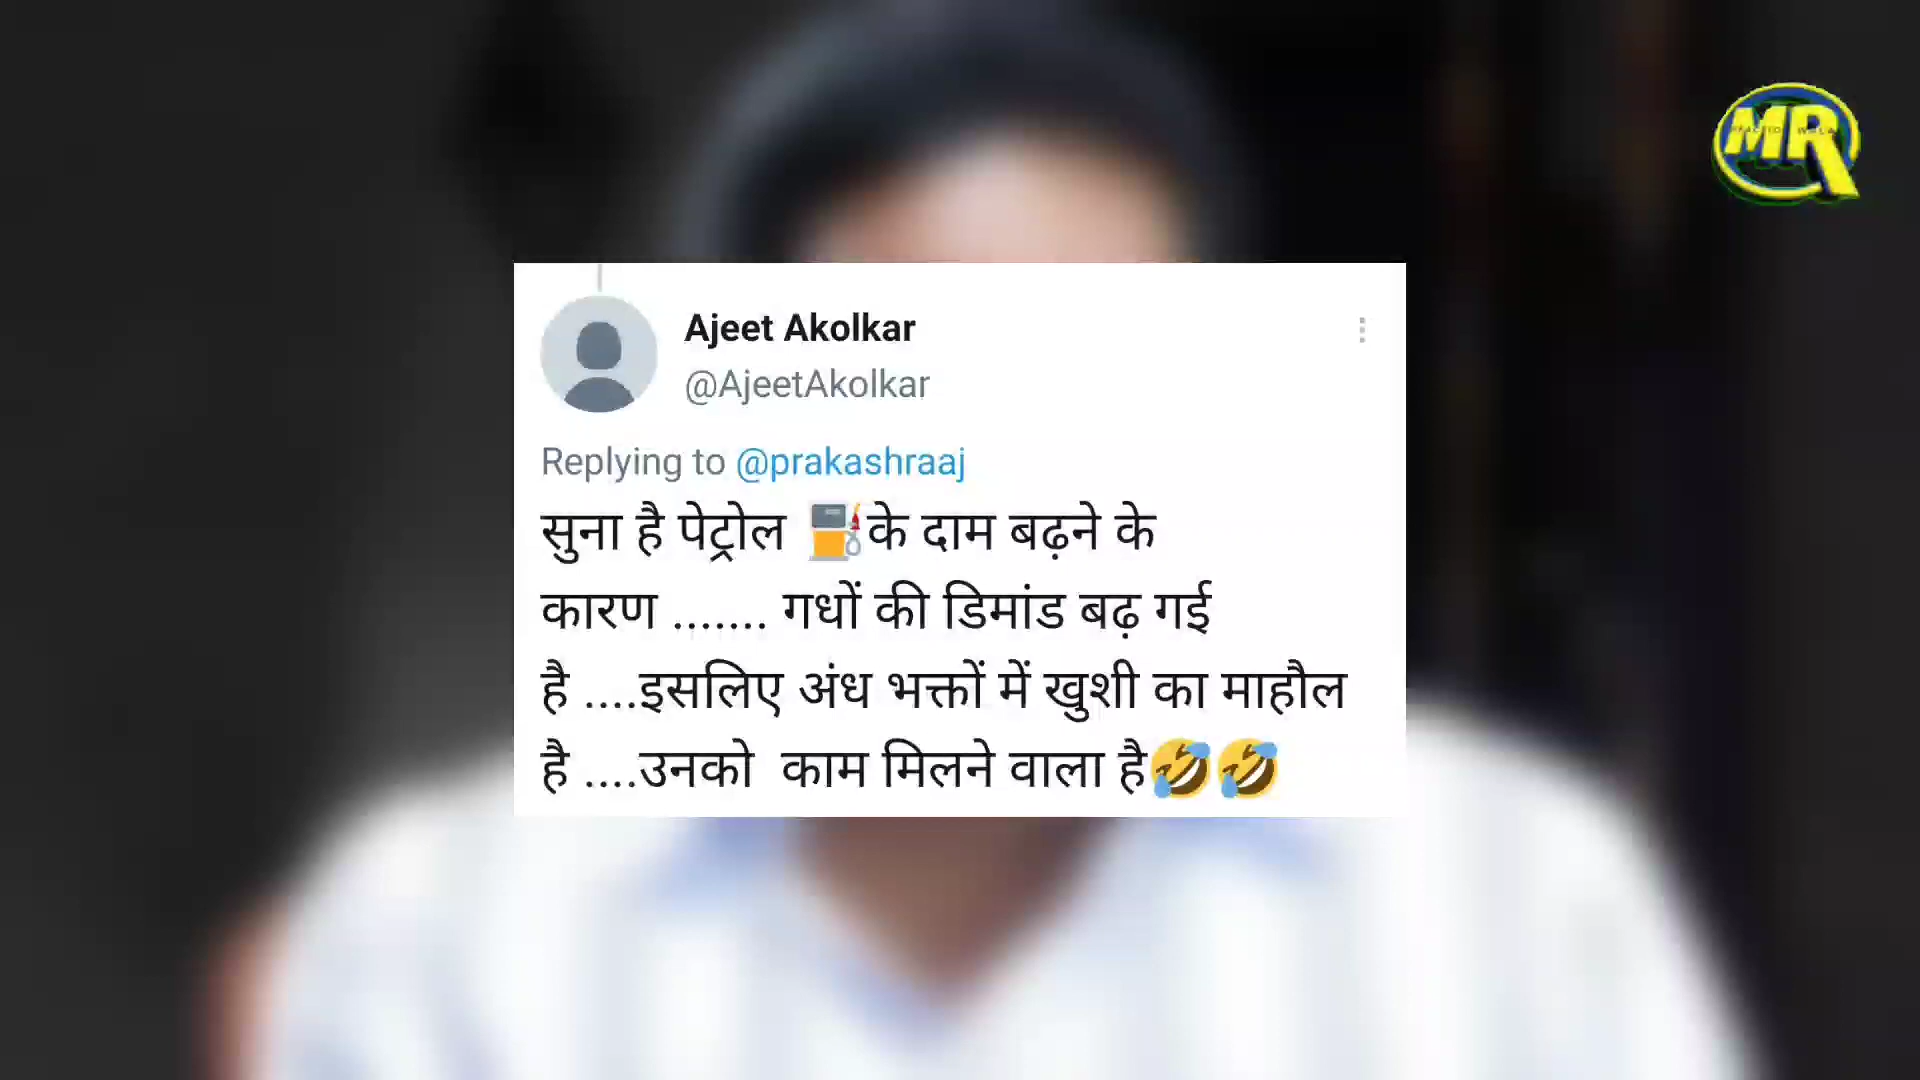 MR
Ajeet Akolkar
@AjeetAkolkar
Replying to @prakashraaj
सुना है पेट्रोल ⛽के दाम बढ़ने के
कारण ....... गधों की डिमांड बढ़ गई
है ....इसलिए अंध भक्तों में खुशी का माहौल
है ....उनको काम मिलने वाला है🤣🤣